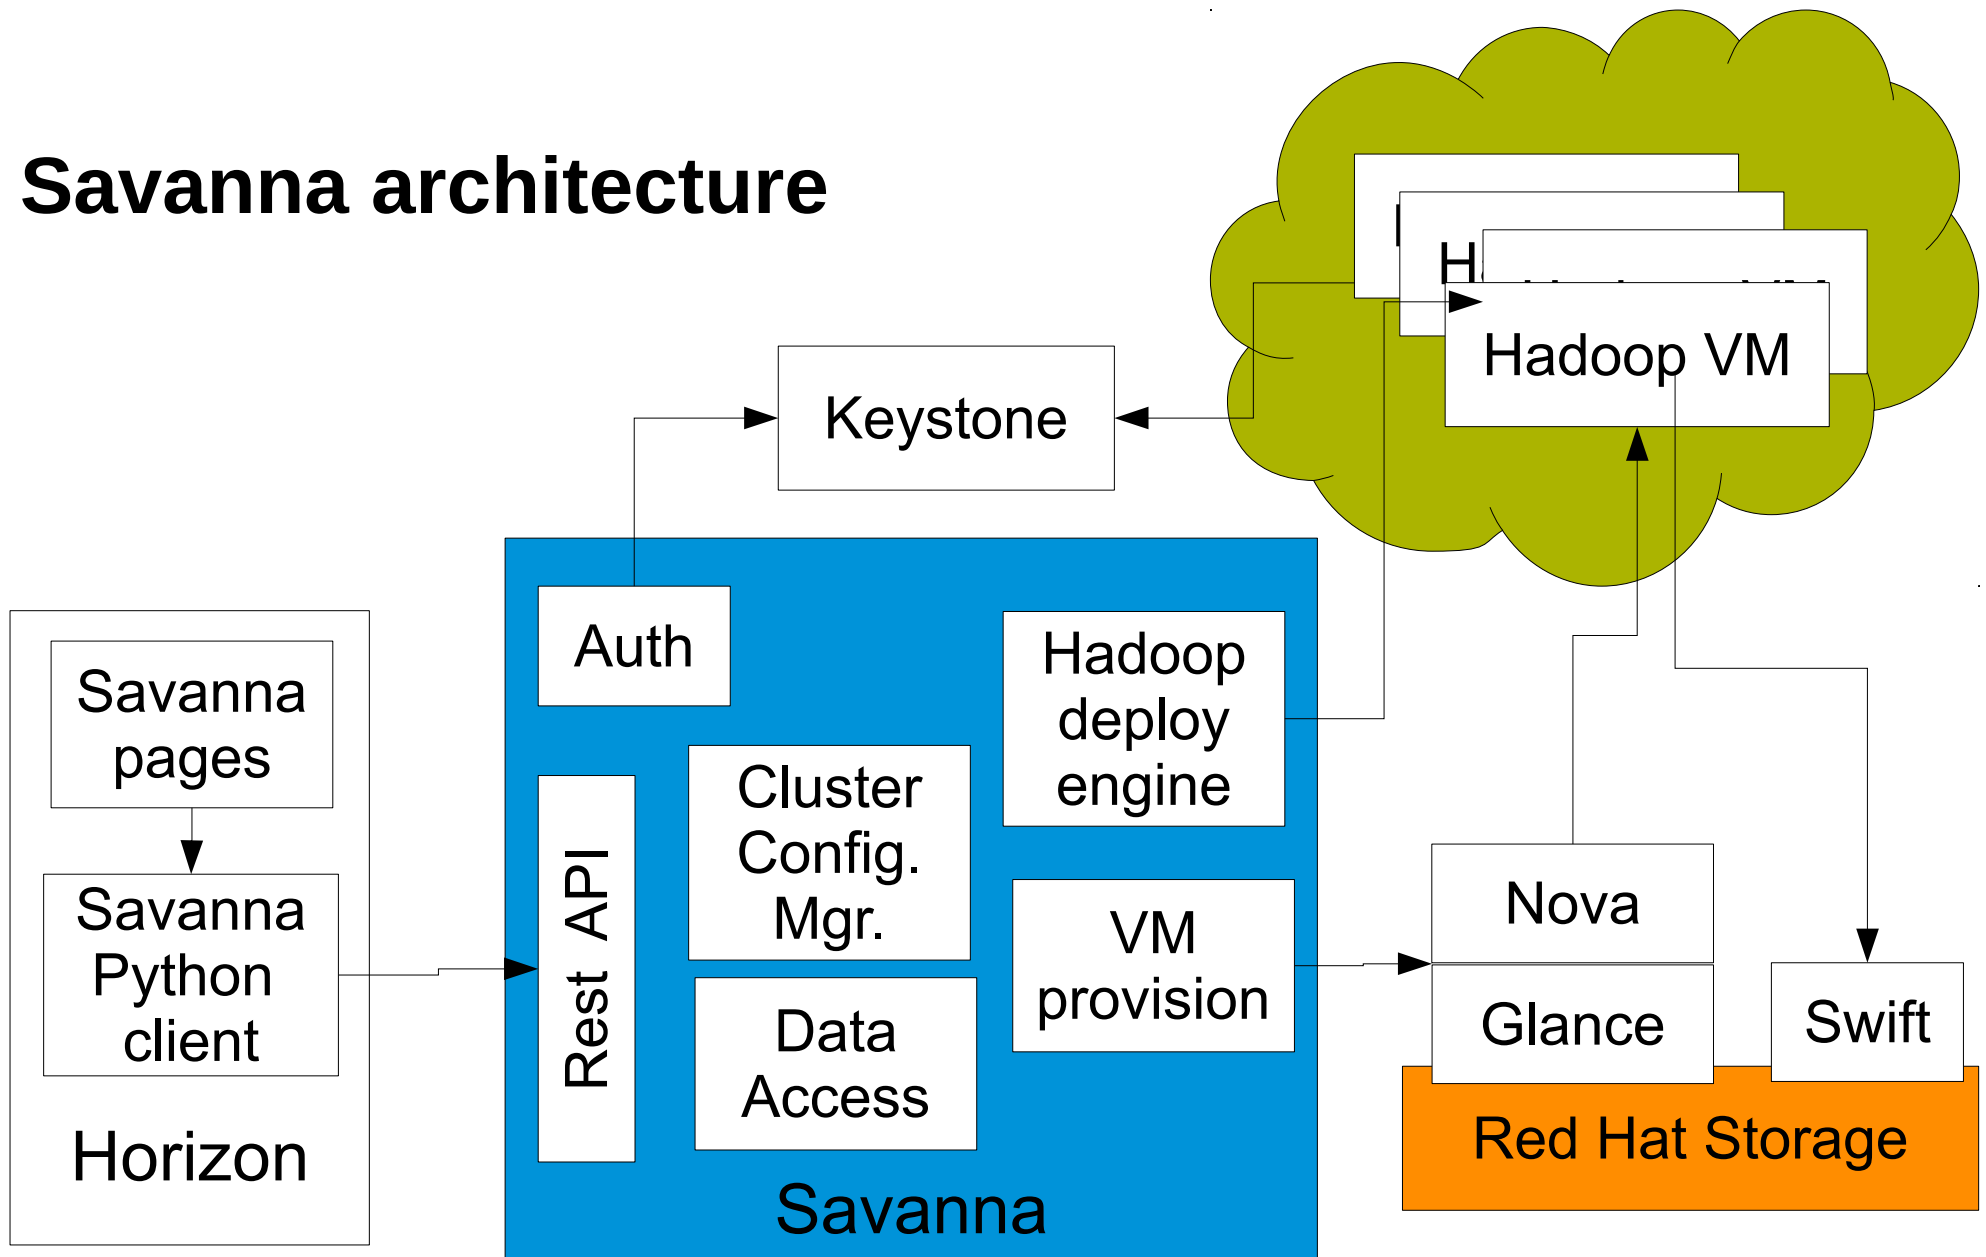 Savanna architecture
Hadoop VM
Keystone
Auth
Hadoop
deploy
engine
Savanna
pages
Cluster
Config.
Mgr.
Rest API
Savanna
Python
client
VM
provision
Nova
Glance
Swift
Data
Access
Red Hat Storage
Horizon
Savanna